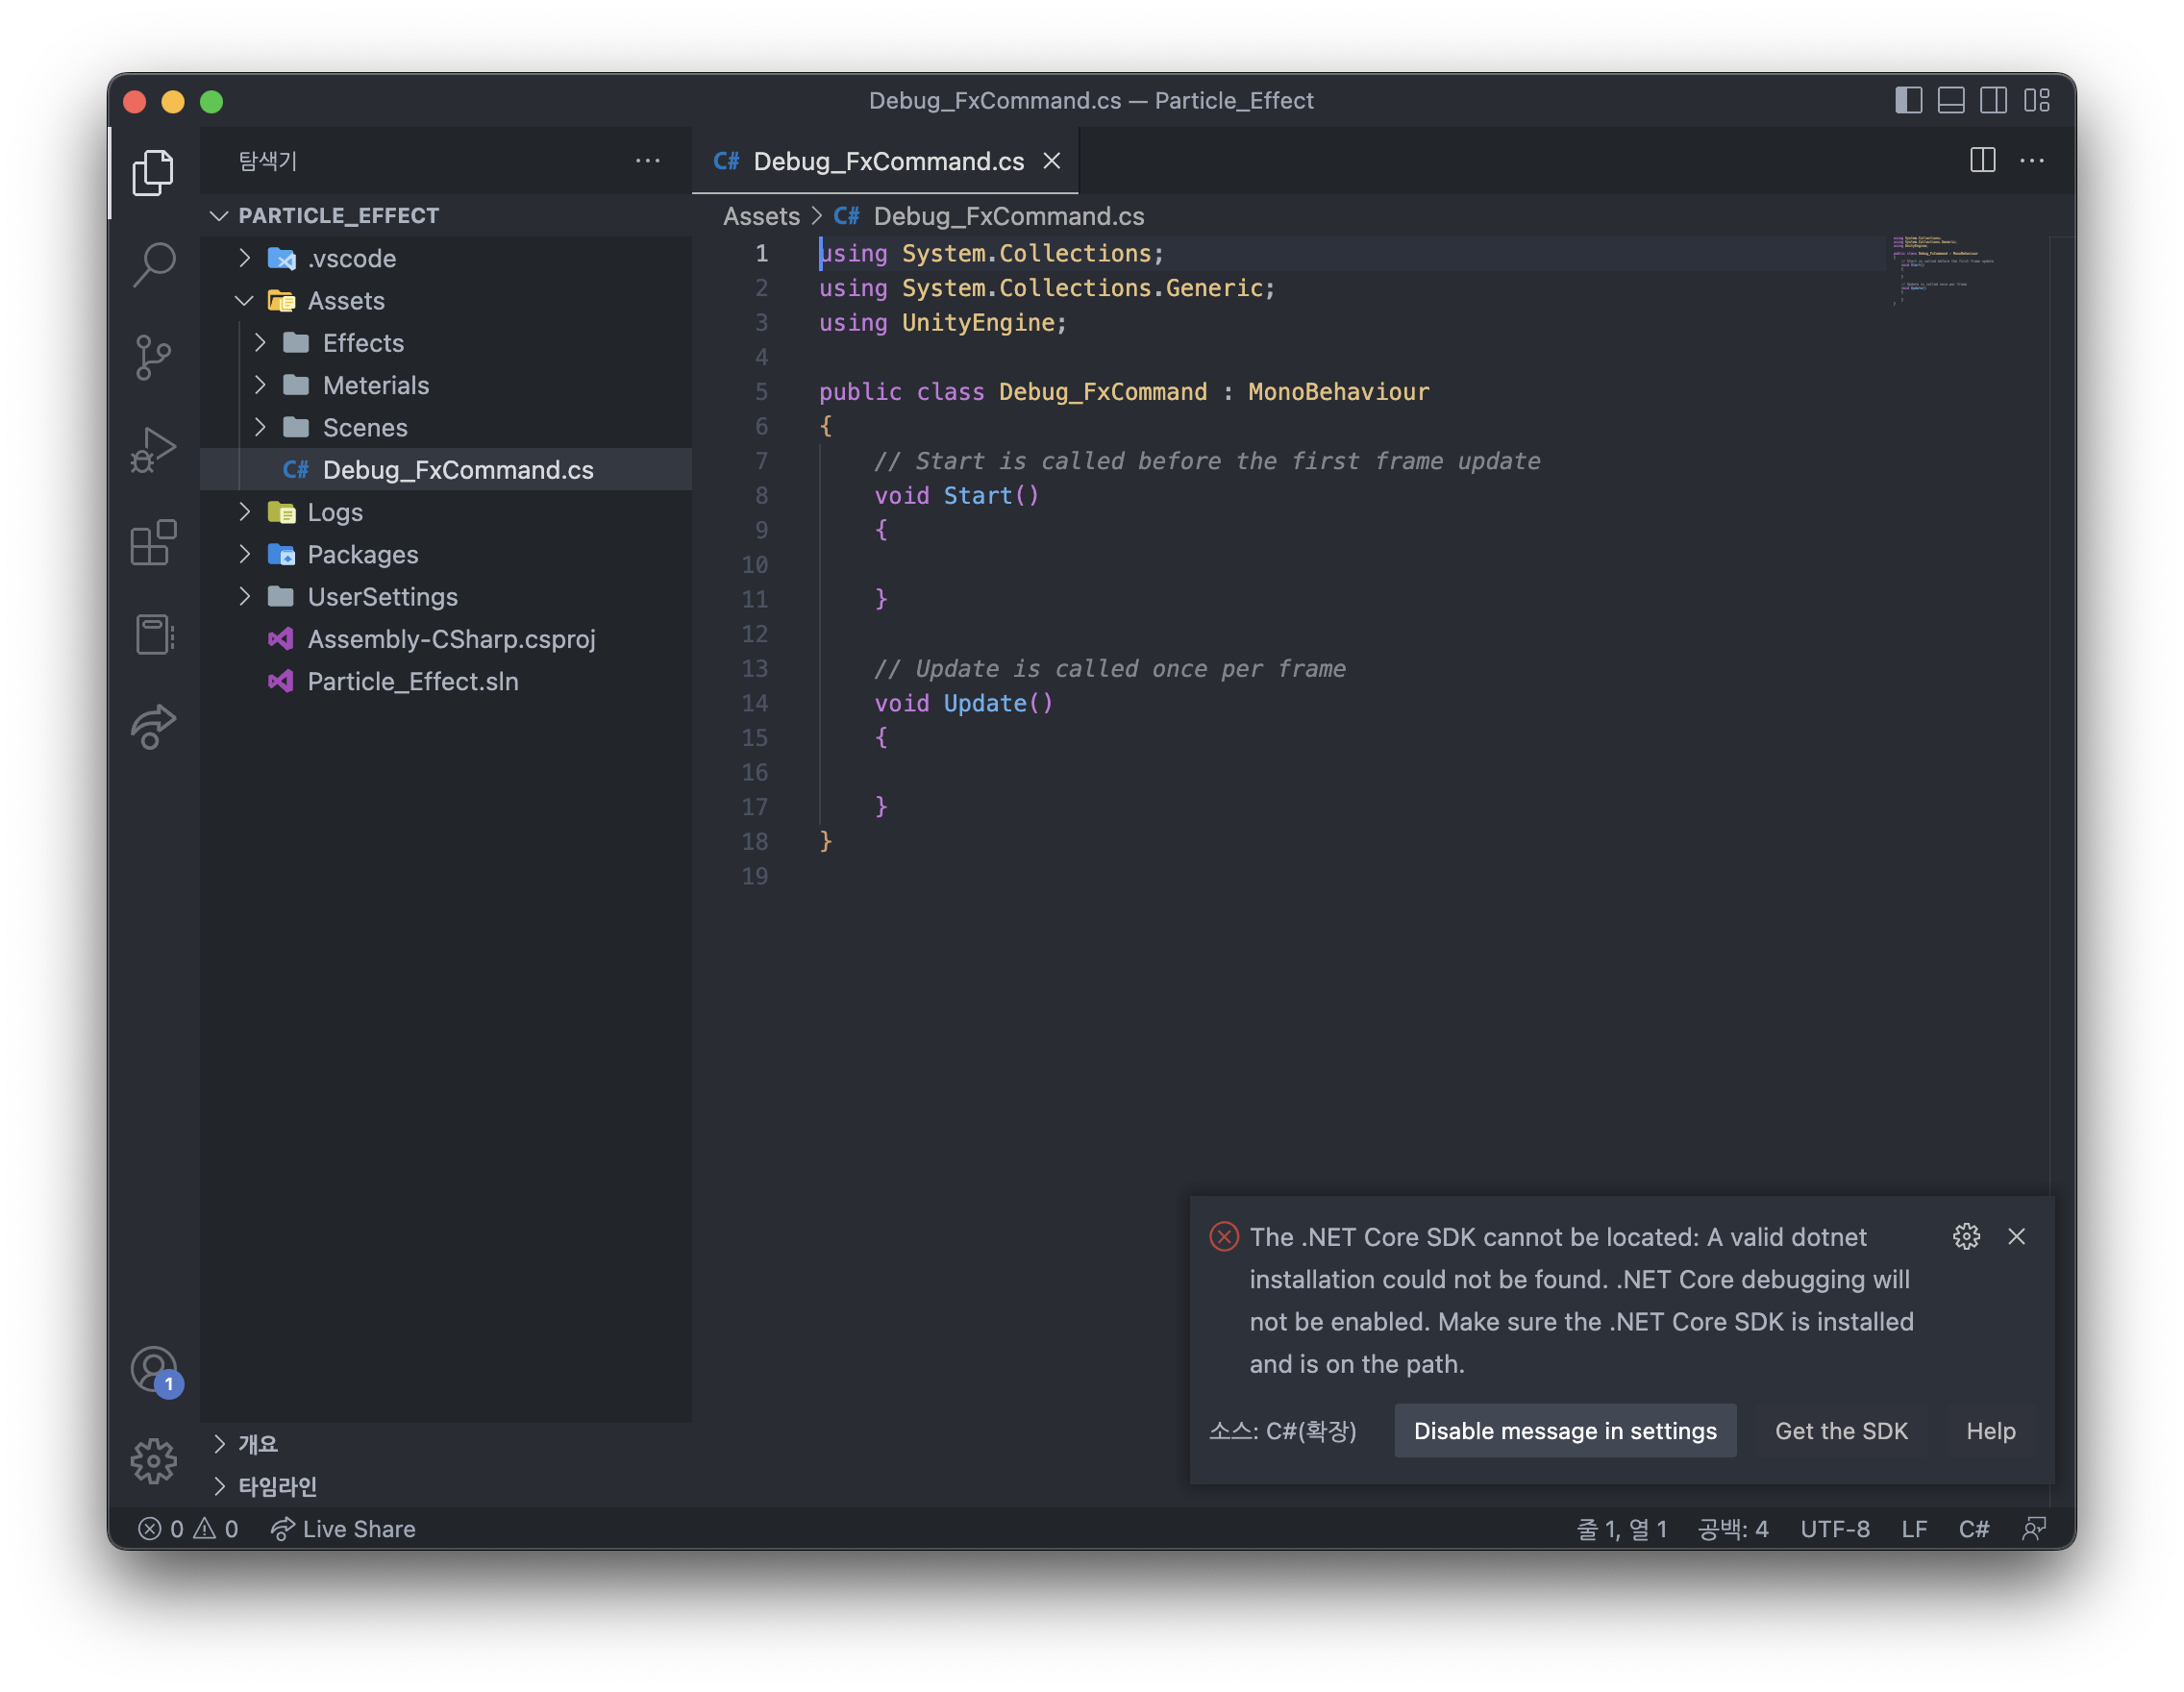 Debug_FxCommand.cs — Particle_Effect
탐색기
Debug_FxCommand.cs
PARTICLE_EFFECT
.vscode
Assets
Effects
Meterials
Scenes
Debug_FxCommand.cs
Logs
Packages
UserSettings
Assembly-CSharp.csproj
Particle_Effect.sln
개요
타임라인
Assets > Debug_FxCommand.cs
1 using System.Collections;
2 using System.Collections.Generic;
3 using UnityEngine;
4
5 public class Debug_FxCommand : MonoBehaviour
6 {
7 // Start is called before the first frame update
8 void Start()
9 {
10
11 }
12
13 // Update is called once per frame
14 void Update()
15 {
16
17 }
18 }
19
The .NET Core SDK cannot be located: A valid dotnet
installation could not be found. .NET Core debugging will
not be enabled. Make sure the .NET Core SDK is installed
and is on the path.
소스: C#(확장) Disable message in settings Get the SDK Help
1
0 0 Live Share 줄 1, 열 1 공백: 4 UTF-8 LF C#